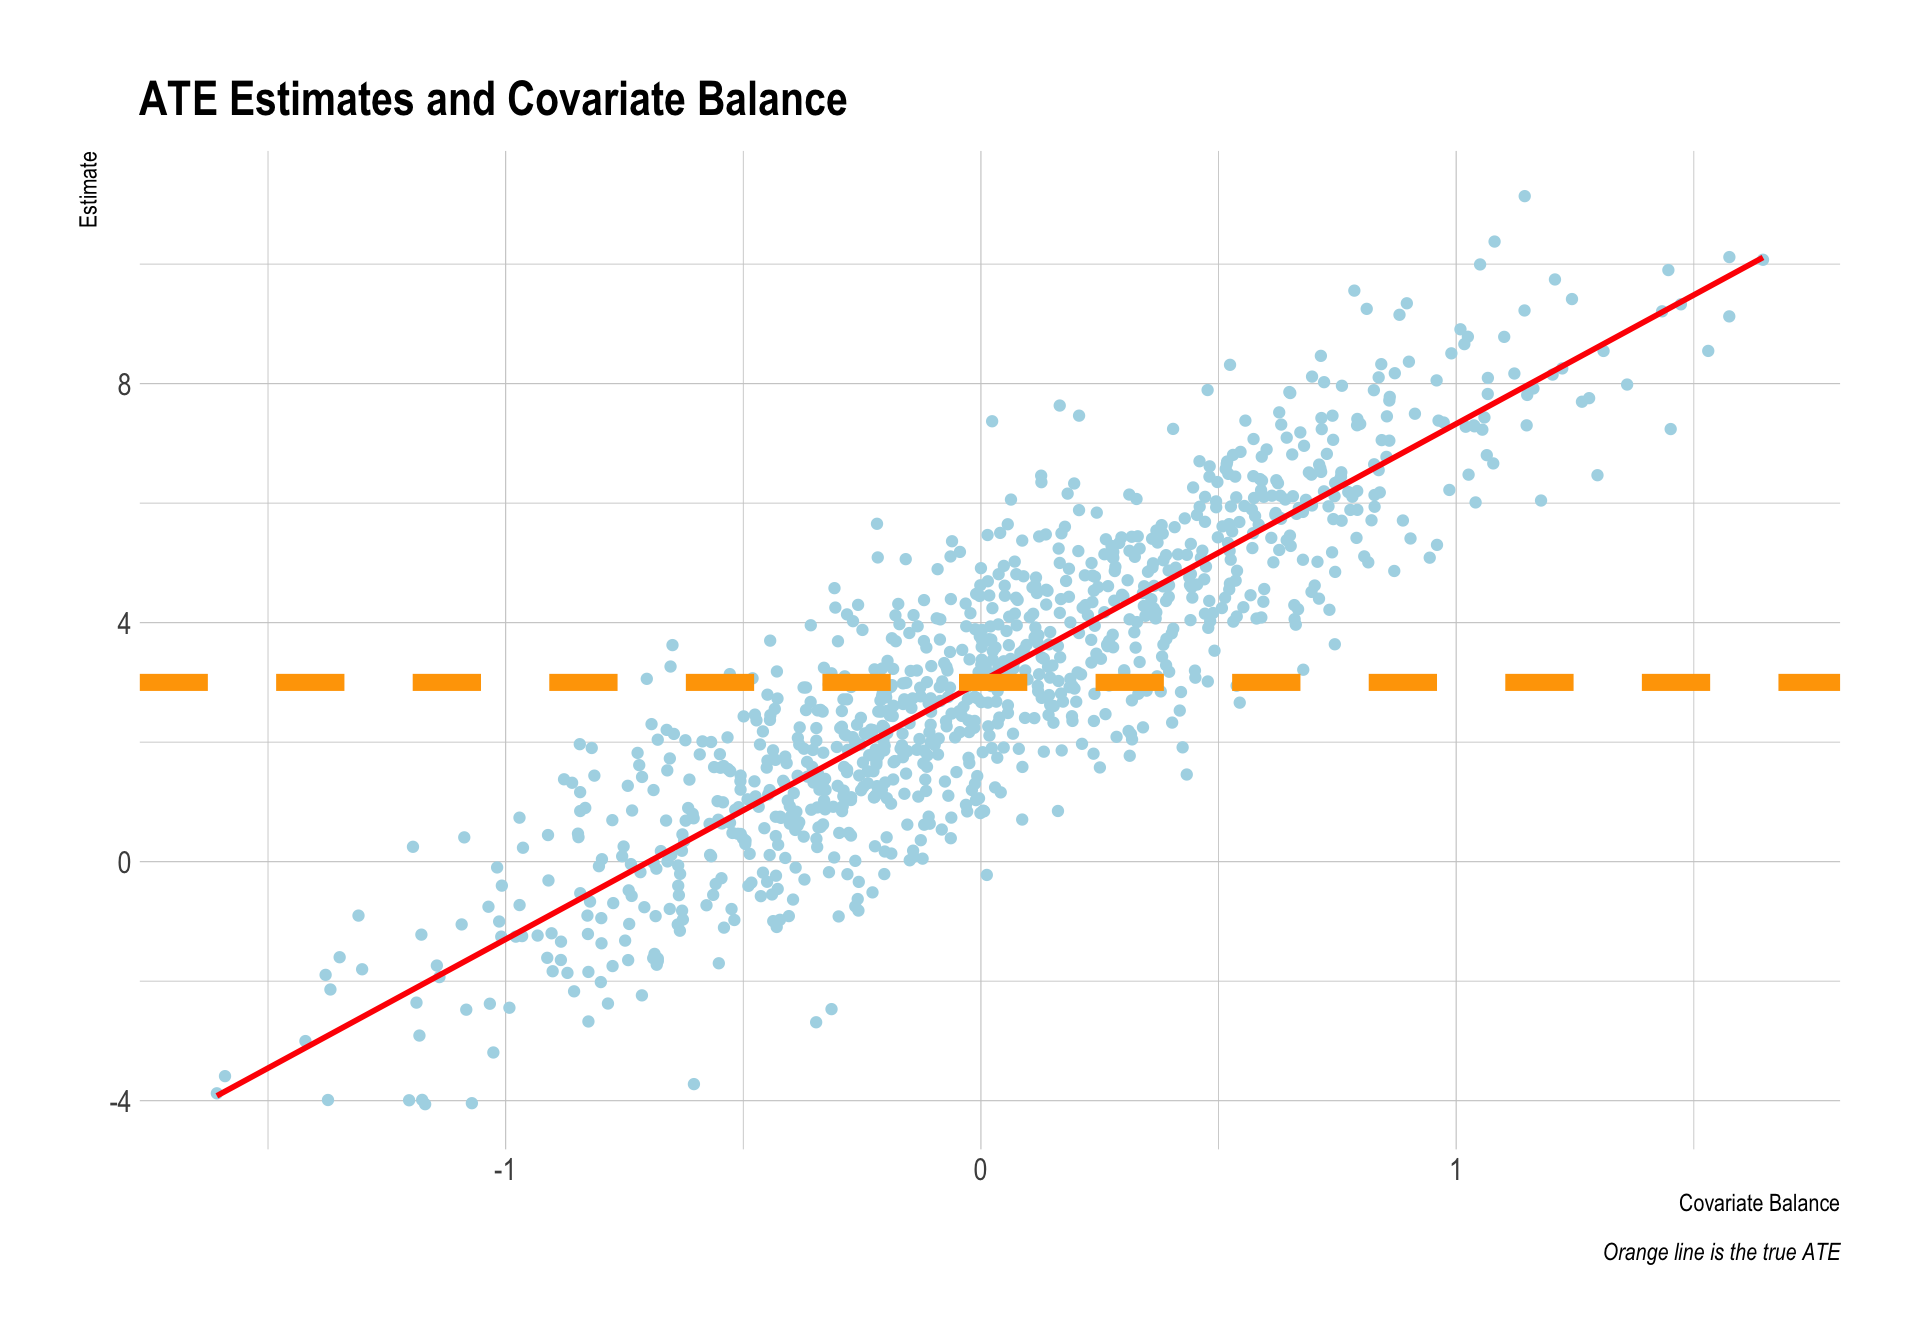 ATE Estimates and Covariate Balance
Estimate
8
4
0
-4
-1
0
1
Covariate Balance
Orange line is the true ATE